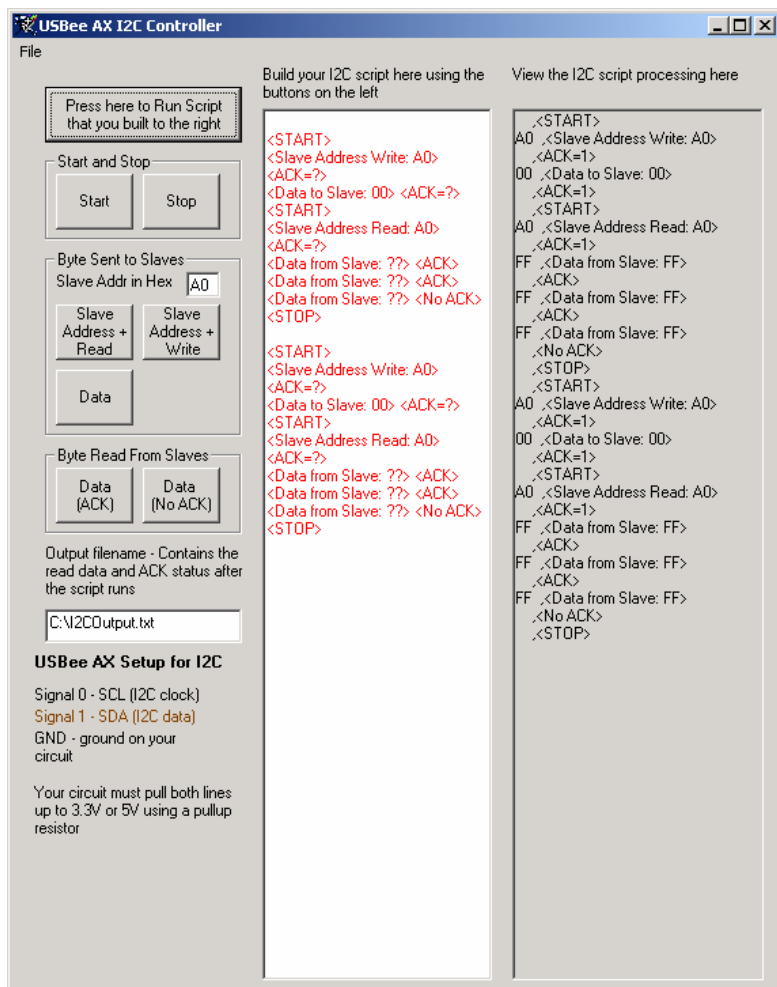 USBee AX I2C Controller
File
Press here to Run Script
that you built to the right
Start and Stop
Start
Stop
Byte Sent to Slaves
Slave Addr in Hex A0
Slave
Address +
Read
Slave
Address +
Write
Data
Byte Read From Slaves
Data
(ACK)
Data
(No ACK)
Output filename - Contains the
read data and ACK status after
the script runs
C:\I2COutput.txt
USBee AX Setup for I2C
Signal 0 - SCL (I2C clock)
Signal 1 - SDA (I2C data)
GND - ground on your
circuit
Your circuit must pull both lines
up to 3.3V or 5V using a pullup
resistor
Build your I2C script here using the
buttons on the left
<START>
<Slave Address Write: A0>
<ACK=?>
<Data to Slave: 00> <ACK=?>
<START>
<Slave Address Read: A0>
<ACK=?>
<Data from Slave: ??> <ACK>
<Data from Slave: ??> <ACK>
<Data from Slave: ??> <No ACK>
<STOP>
<START>
<Slave Address Write: A0>
<ACK=?>
<Data to Slave: 00> <ACK=?>
<START>
<Slave Address Read: A0>
<ACK=?>
<Data from Slave: ??> <ACK>
<Data from Slave: ??> <ACK>
<Data from Slave: ??> <No ACK>
<STOP>
View the I2C script processing here
,<START>
A0 ,<Slave Address Write: A0>
,<ACK=1>
00 ,<Data to Slave: 00>
,<ACK=1>
,<START>
A0 ,<Slave Address Read: A0>
,<ACK=1>
FF ,<Data from Slave: FF>
,<ACK>
FF ,<Data from Slave: FF>
,<ACK>
FF ,<Data from Slave: FF>
,<No ACK>
,<STOP>
,<START>
A0 ,<Slave Address Write: A0>
,<ACK=1>
00 ,<Data to Slave: 00>
,<ACK=1>
,<START>
A0 ,<Slave Address Read: A0>
,<ACK=1>
FF ,<Data from Slave: FF>
,<ACK>
FF ,<Data from Slave: FF>
,<ACK>
FF ,<Data from Slave: FF>
,<No ACK>
,<STOP>